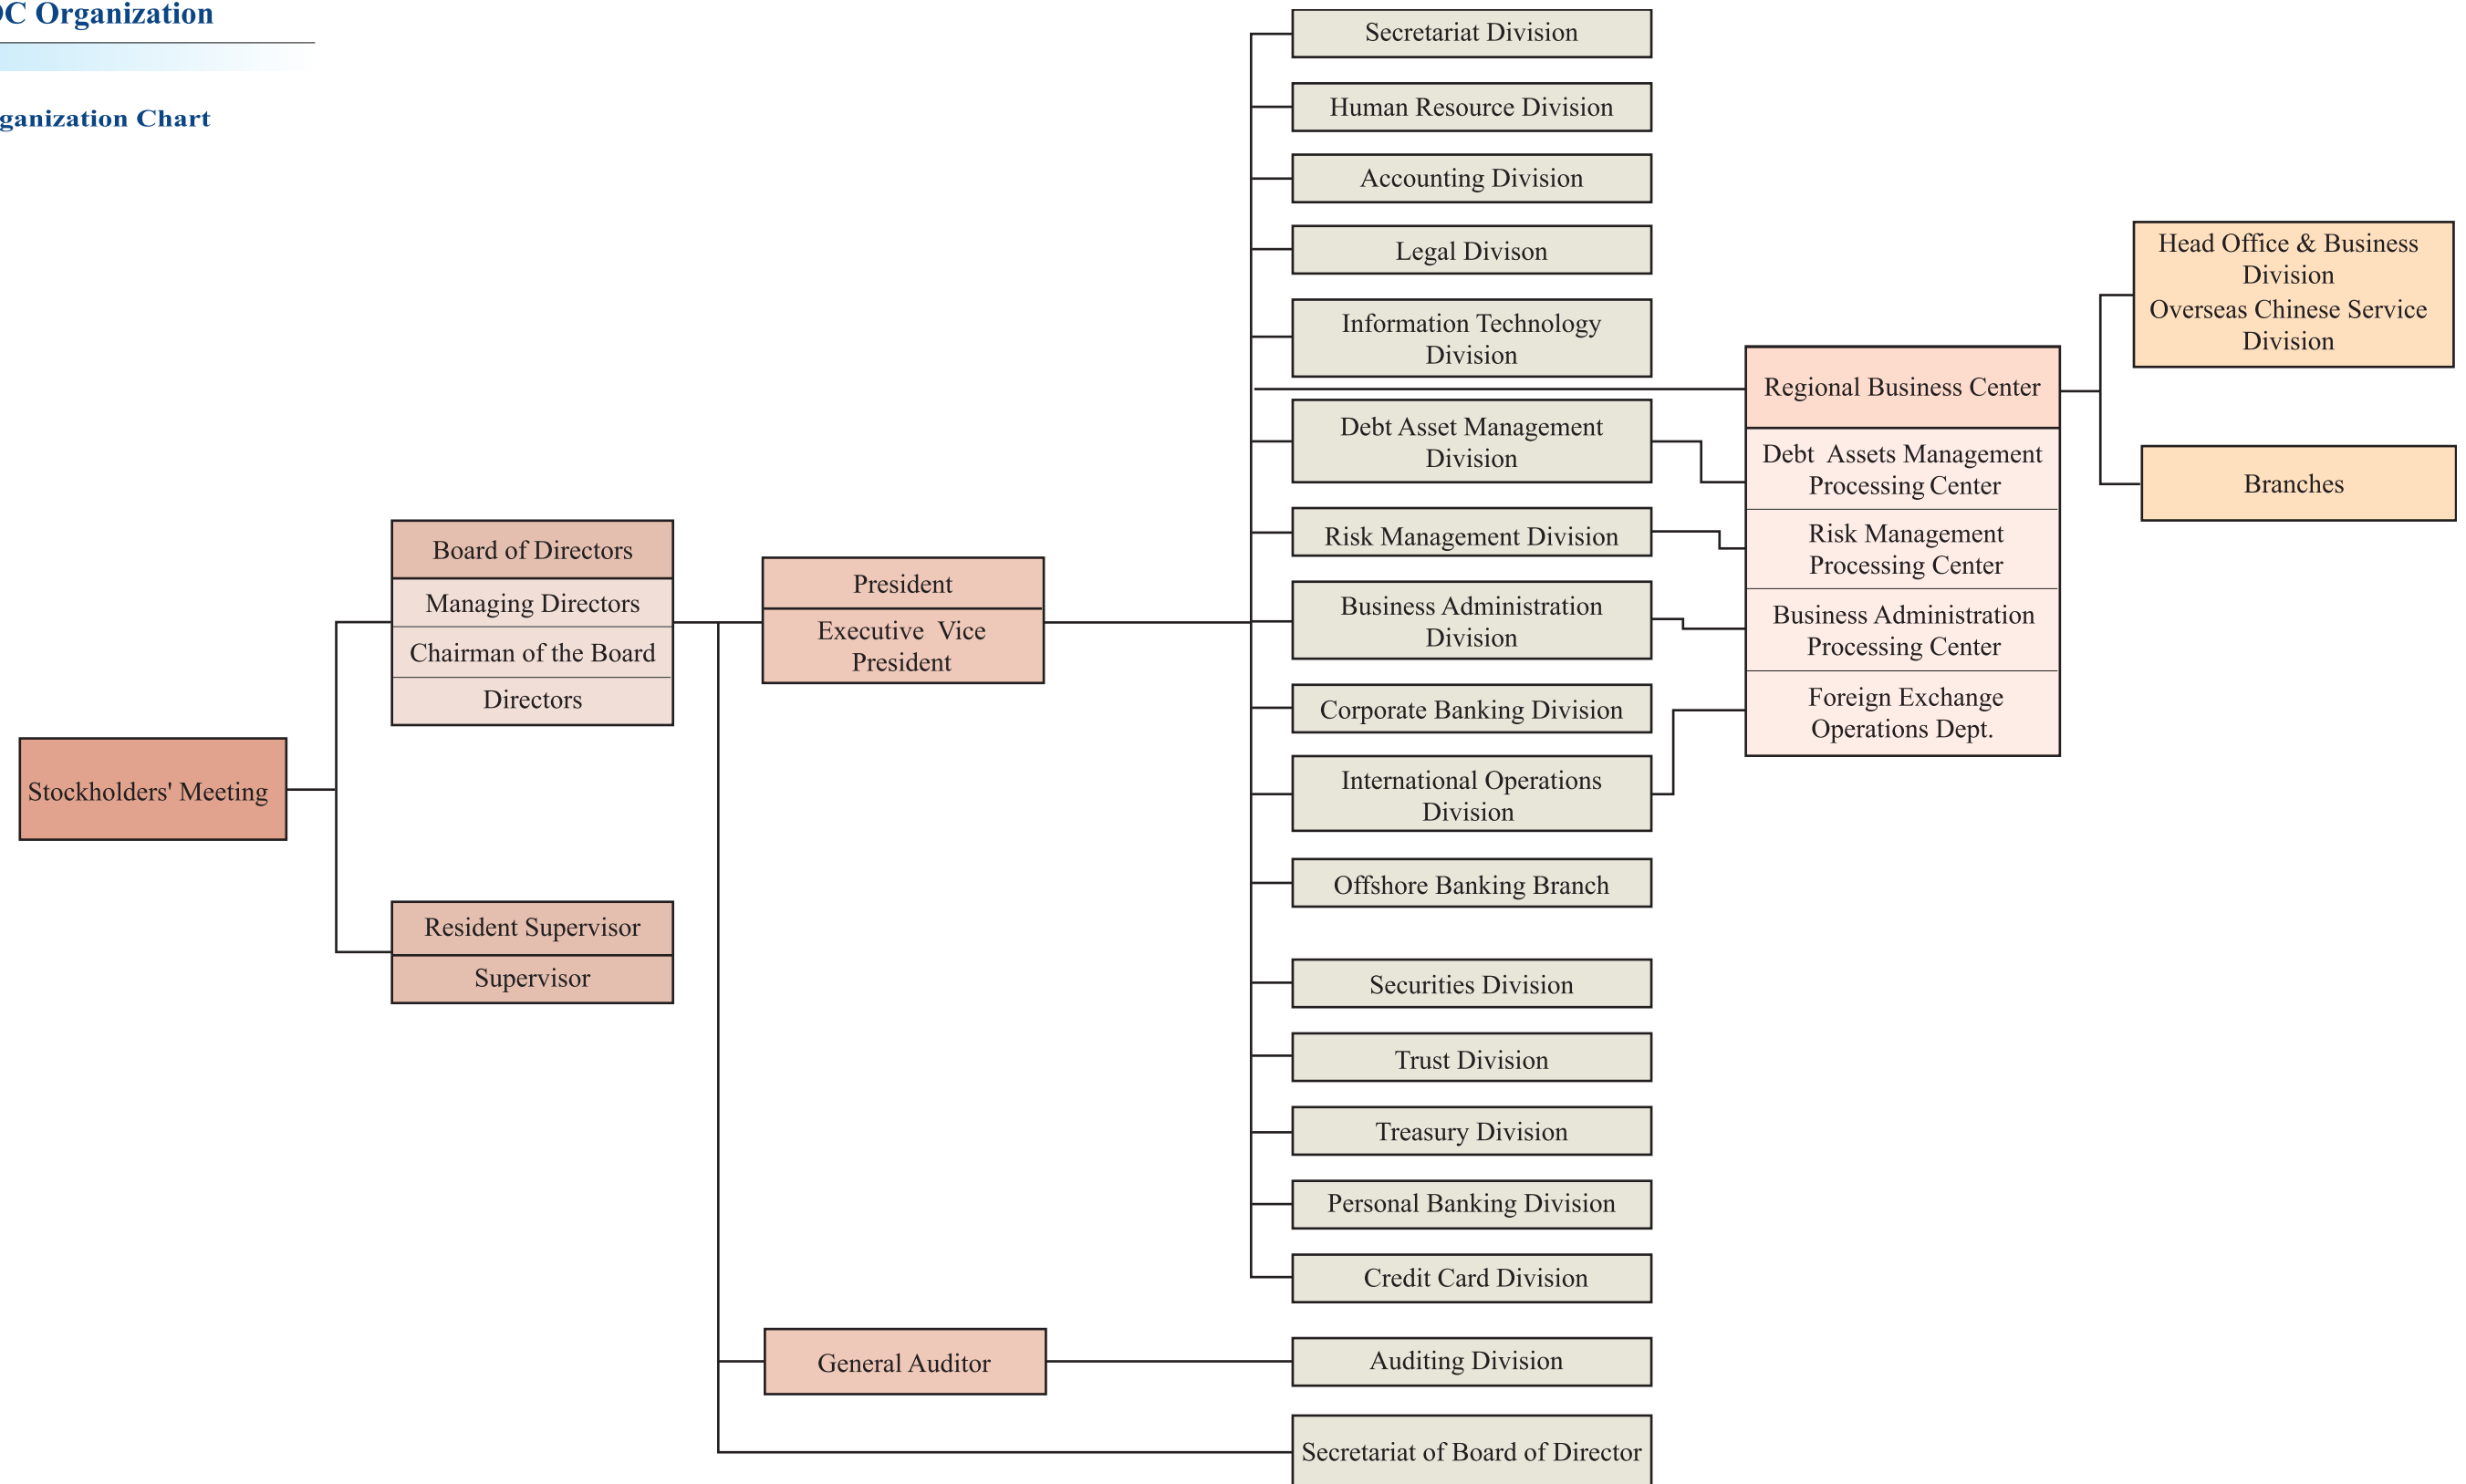 Organization
Organization Chart
Secretariat Division
Human Resource Division
Accounting Division
Legal Divison
Information Technology
Division
Debt Asset Management
Division
Risk Management Division
Business Administration
Division
Corporate Banking Division
International Operations
Division
Offshore Banking Branch
Securities Division
Trust Division
Treasury Division
Personal Banking Division
Credit Card Division
Auditing Division
Secretariat of Board of Director
Stockholders' Meeting
Board of Directors
Managing Directors
Chairman of the Board
Directors
Resident Supervisor
Supervisor
President
Executive Vice
President
General Auditor
Regional Business Center
Debt Assets Management
Processing Center
Risk Management
Processing Center
Business Administration
Processing Center
Foreign Exchange
Operations Dept.
Head Office & Business
Division
Overseas Chinese Service
Division
Branches